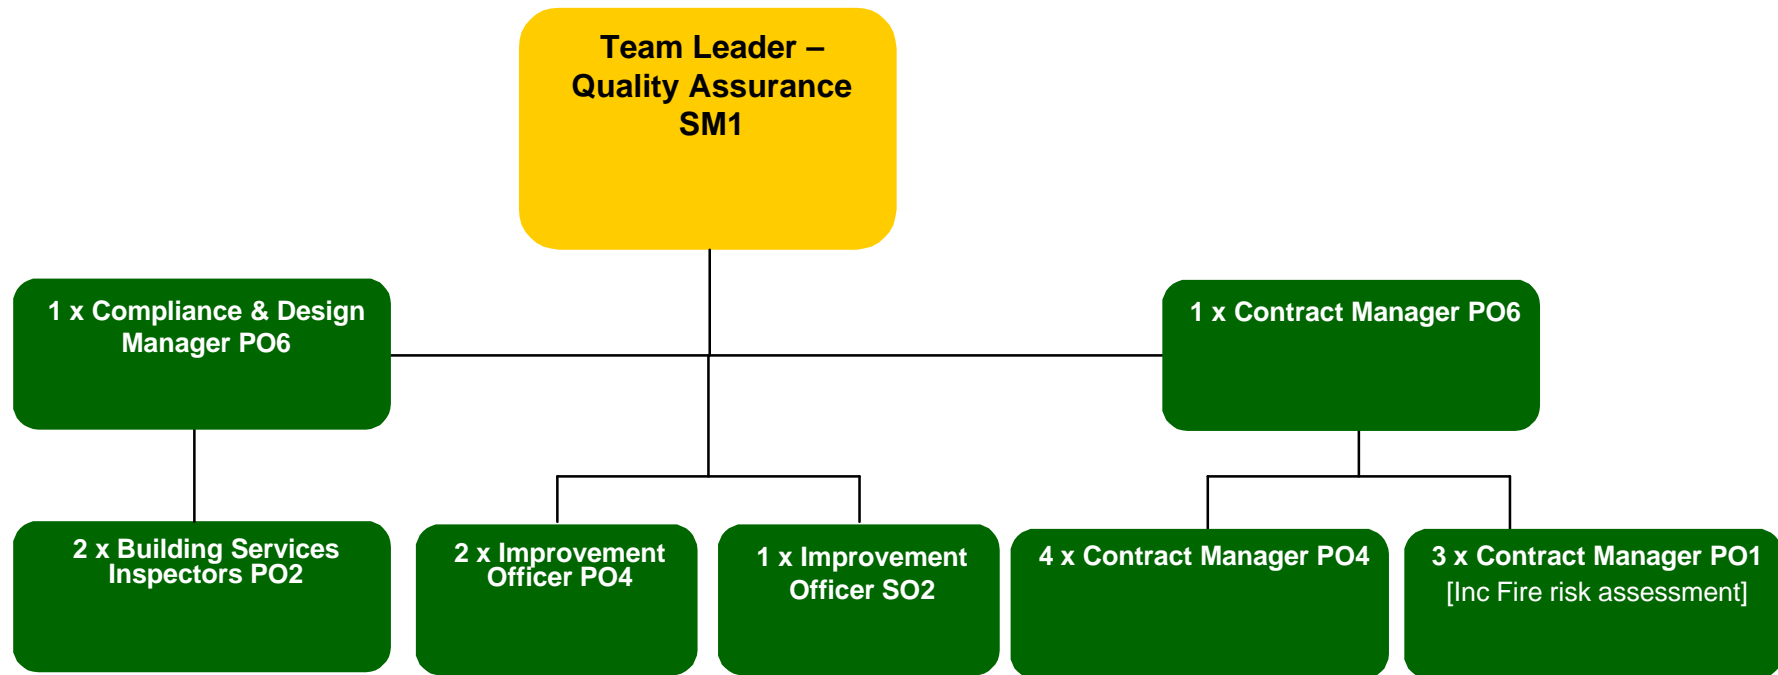 Team Leader –
Quality Assurance
SM1
1 x Compliance & Design
Manager PO6
1 x Contract Manager PO6
2 x Building Services
Inspectors PO2
2 x Improvement
Officer PO4
1 x Improvement
Officer SO2
4 x Contract Manager PO4
3 x Contract Manager PO1
[Inc Fire risk assessment]